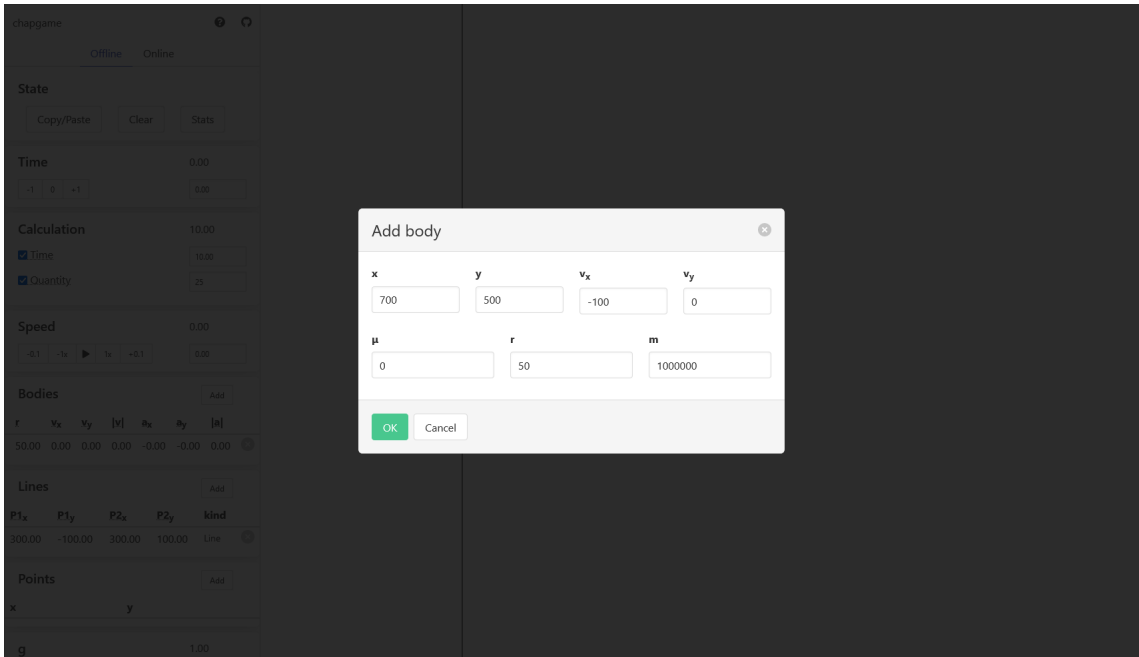 chapgame
Offline Online
State
Copy/Paste Clear Stats
Time 0.00
-1 0 +1 0.00
Calculation 10.00
Time 10.00
Quantity 25
Speed 0.00
-0.1 -1x ▶ 1x +0.1 0.00
Bodies Add
r vx vy |v| ax ay |a|
50.00 0.00 0.00 0.00 -0.00 -0.00 0.00
Lines Add
P1x P1y P2x P2y kind
300.00 -100.00 300.00 100.00 Line
Points Add
x y
g 1.00
Add body
x y vx vy
700 500 -100 0
μ r m
0 50 1000000
OK Cancel